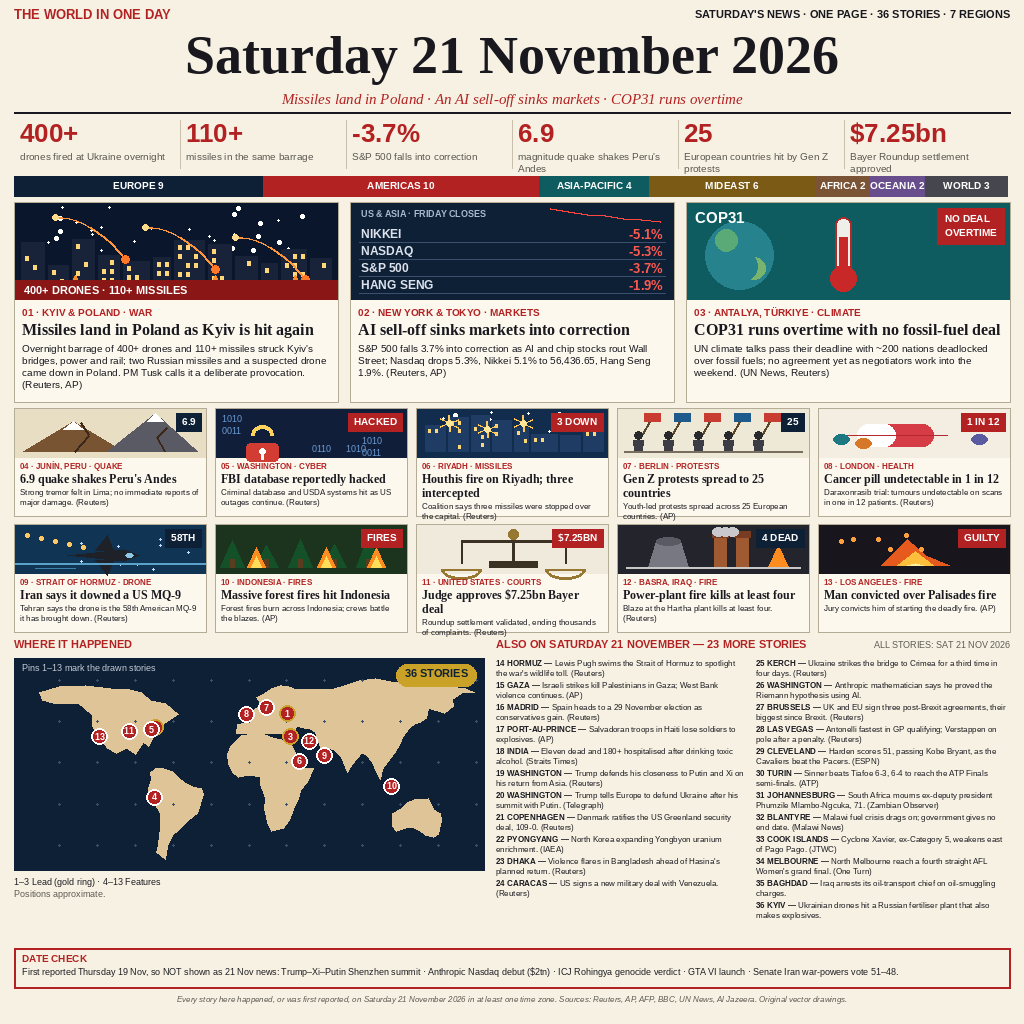 THE WORLD IN ONE DAY
SATURDAY'S NEWS · ONE PAGE · 36 STORIES · 7 REGIONS
Saturday 21 November 2026
Missiles land in Poland · An AI sell-off sinks markets · COP31 runs overtime
400+
drones fired at Ukraine overnight
110+
missiles in the same barrage
-3.7%
S&P 500 falls into correction
6.9
magnitude quake shakes Peru's
Andes
25
European countries hit by Gen Z
protests
$7.25bn
Bayer Roundup settlement
approved
EUROPE 9
AMERICAS 10
ASIA-PACIFIC 4
MIDEAST 6
AFRICA 2
OCEANIA 2
WORLD 3
400+ DRONES · 110+ MISSILES
01 · KYIV & POLAND · WAR
Missiles land in Poland as Kyiv is hit again
Overnight barrage of 400+ drones and 110+ missiles struck Kyiv's
bridges, power and rail; two Russian missiles and a suspected drone
came down in Poland. PM Tusk calls it a deliberate provocation.
(Reuters, AP)
US & ASIA · FRIDAY CLOSES
NIKKEI -5.1%
NASDAQ -5.3%
S&P 500 -3.7%
HANG SENG -1.9%
02 · NEW YORK & TOKYO · MARKETS
AI sell-off sinks markets into correction
S&P 500 falls 3.7% into correction as AI and chip stocks rout Wall
Street; Nasdaq drops 5.3%, Nikkei 5.1% to 56,436.65, Hang Seng
1.9%. (Reuters, AP)
COP31
NO DEAL
OVERTIME
03 · ANTALYA, TÜRKIYE · CLIMATE
COP31 runs overtime with no fossil-fuel deal
UN climate talks pass their deadline with ~200 nations deadlocked
over fossil fuels; no agreement yet as negotiators work into the
weekend. (UN News, Reuters)
6.9
04 · JUNÍN, PERU · QUAKE
6.9 quake shakes Peru's Andes
Strong tremor felt in Lima; no immediate reports of
major damage. (Reuters)
1010
0011
0110
1010
1010
0011
HACKED
05 · WASHINGTON · CYBER
FBI database reportedly hacked
Criminal database and USDA systems hit as US
outages continue. (Reuters)
3 DOWN
06 · RIYADH · MISSILES
Houthis fire on Riyadh; three
intercepted
Coalition says three missiles were stopped over
the capital. (Reuters)
25
07 · BERLIN · PROTESTS
Gen Z protests spread to 25
countries
Youth-led protests spread across 25 European
countries. (AP)
1 IN 12
08 · LONDON · HEALTH
Cancer pill undetectable in 1 in 12
Daraxonrasib trial: tumours undetectable on scans
in one in 12 patients. (Reuters)
58TH
09 · STRAIT OF HORMUZ · DRONE
Iran says it downed a US MQ-9
Tehran says the drone is the 58th American MQ-9
it has brought down. (Reuters)
FIRES
10 · INDONESIA · FIRES
Massive forest fires hit Indonesia
Forest fires burn across Indonesia; crews battle
the blazes. (AP)
$7.25BN
11 · UNITED STATES · COURTS
Judge approves $7.25bn Bayer
deal
Roundup settlement validated, ending thousands
of complaints. (Reuters)
4 DEAD
12 · BASRA, IRAQ · FIRE
Power-plant fire kills at least four
Blaze at the Hartha plant kills at least four.
(Reuters)
GUILTY
13 · LOS ANGELES · FIRE
Man convicted over Palisades fire
Jury convicts him of starting the deadly fire. (AP)
WHERE IT HAPPENED
Pins 1–13 mark the drawn stories
36 STORIES
8
7
1
13
11
5
3
12
6
9
10
4
1–3 Lead (gold ring) · 4–13 Features
Positions approximate.
ALSO ON SATURDAY 21 NOVEMBER — 23 MORE STORIES
ALL STORIES: SAT 21 NOV 2026
14 HORMUZ — Lewis Pugh swims the Strait of Hormuz to spotlight
the war's wildlife toll. (Reuters)
15 GAZA — Israeli strikes kill Palestinians in Gaza; West Bank
violence continues. (AP)
16 MADRID — Spain heads to a 29 November election as
conservatives gain. (Reuters)
17 PORT-AU-PRINCE — Salvadoran troops in Haiti lose soldiers to
explosives. (AP)
18 INDIA — Eleven dead and 180+ hospitalised after drinking toxic
alcohol. (Straits Times)
19 WASHINGTON — Trump defends his closeness to Putin and Xi on
his return from Asia. (Reuters)
20 WASHINGTON — Trump tells Europe to defund Ukraine after his
summit with Putin. (Telegraph)
21 COPENHAGEN — Denmark ratifies the US Greenland security
deal, 109-0. (Reuters)
22 PYONGYANG — North Korea expanding Yongbyon uranium
enrichment. (IAEA)
23 DHAKA — Violence flares in Bangladesh ahead of Hasina's
planned return. (Reuters)
24 CARACAS — US signs a new military deal with Venezuela.
(Reuters)
25 KERCH — Ukraine strikes the bridge to Crimea for a third time in
four days. (Reuters)
26 WASHINGTON — Anthropic mathematician says he proved the
Riemann hypothesis using AI.
27 BRUSSELS — UK and EU sign three post-Brexit agreements, their
biggest since Brexit. (Reuters)
28 LAS VEGAS — Antonelli fastest in GP qualifying; Verstappen on
pole after a penalty. (Reuters)
29 CLEVELAND — Harden scores 51, passing Kobe Bryant, as the
Cavaliers beat the Pacers. (ESPN)
30 TURIN — Sinner beats Tiafoe 6-3, 6-4 to reach the ATP Finals
semi-finals. (ATP)
31 JOHANNESBURG — South Africa mourns ex-deputy president
Phumzile Mlambo-Ngcuka, 71. (Zambian Observer)
32 BLANTYRE — Malawi fuel crisis drags on; government gives no
end date. (Malawi News)
33 COOK ISLANDS — Cyclone Xavier, ex-Category 5, weakens east
of Pago Pago. (JTWC)
34 MELBOURNE — North Melbourne reach a fourth straight AFL
Women's grand final. (One Turn)
35 BAGHDAD — Iraq arrests its oil-transport chief on oil-smuggling
charges.
36 KYIV — Ukrainian drones hit a Russian fertiliser plant that also
makes explosives.
DATE CHECK
First reported Thursday 19 Nov, so NOT shown as 21 Nov news: Trump–Xi–Putin Shenzhen summit · Anthropic Nasdaq debut ($2tn) · ICJ Rohingya genocide verdict · GTA VI launch · Senate Iran war-powers vote 51–48.
Every story here happened, or was first reported, on Saturday 21 November 2026 in at least one time zone. Sources: Reuters, AP, AFP, BBC, UN News, Al Jazeera. Original vector drawings.